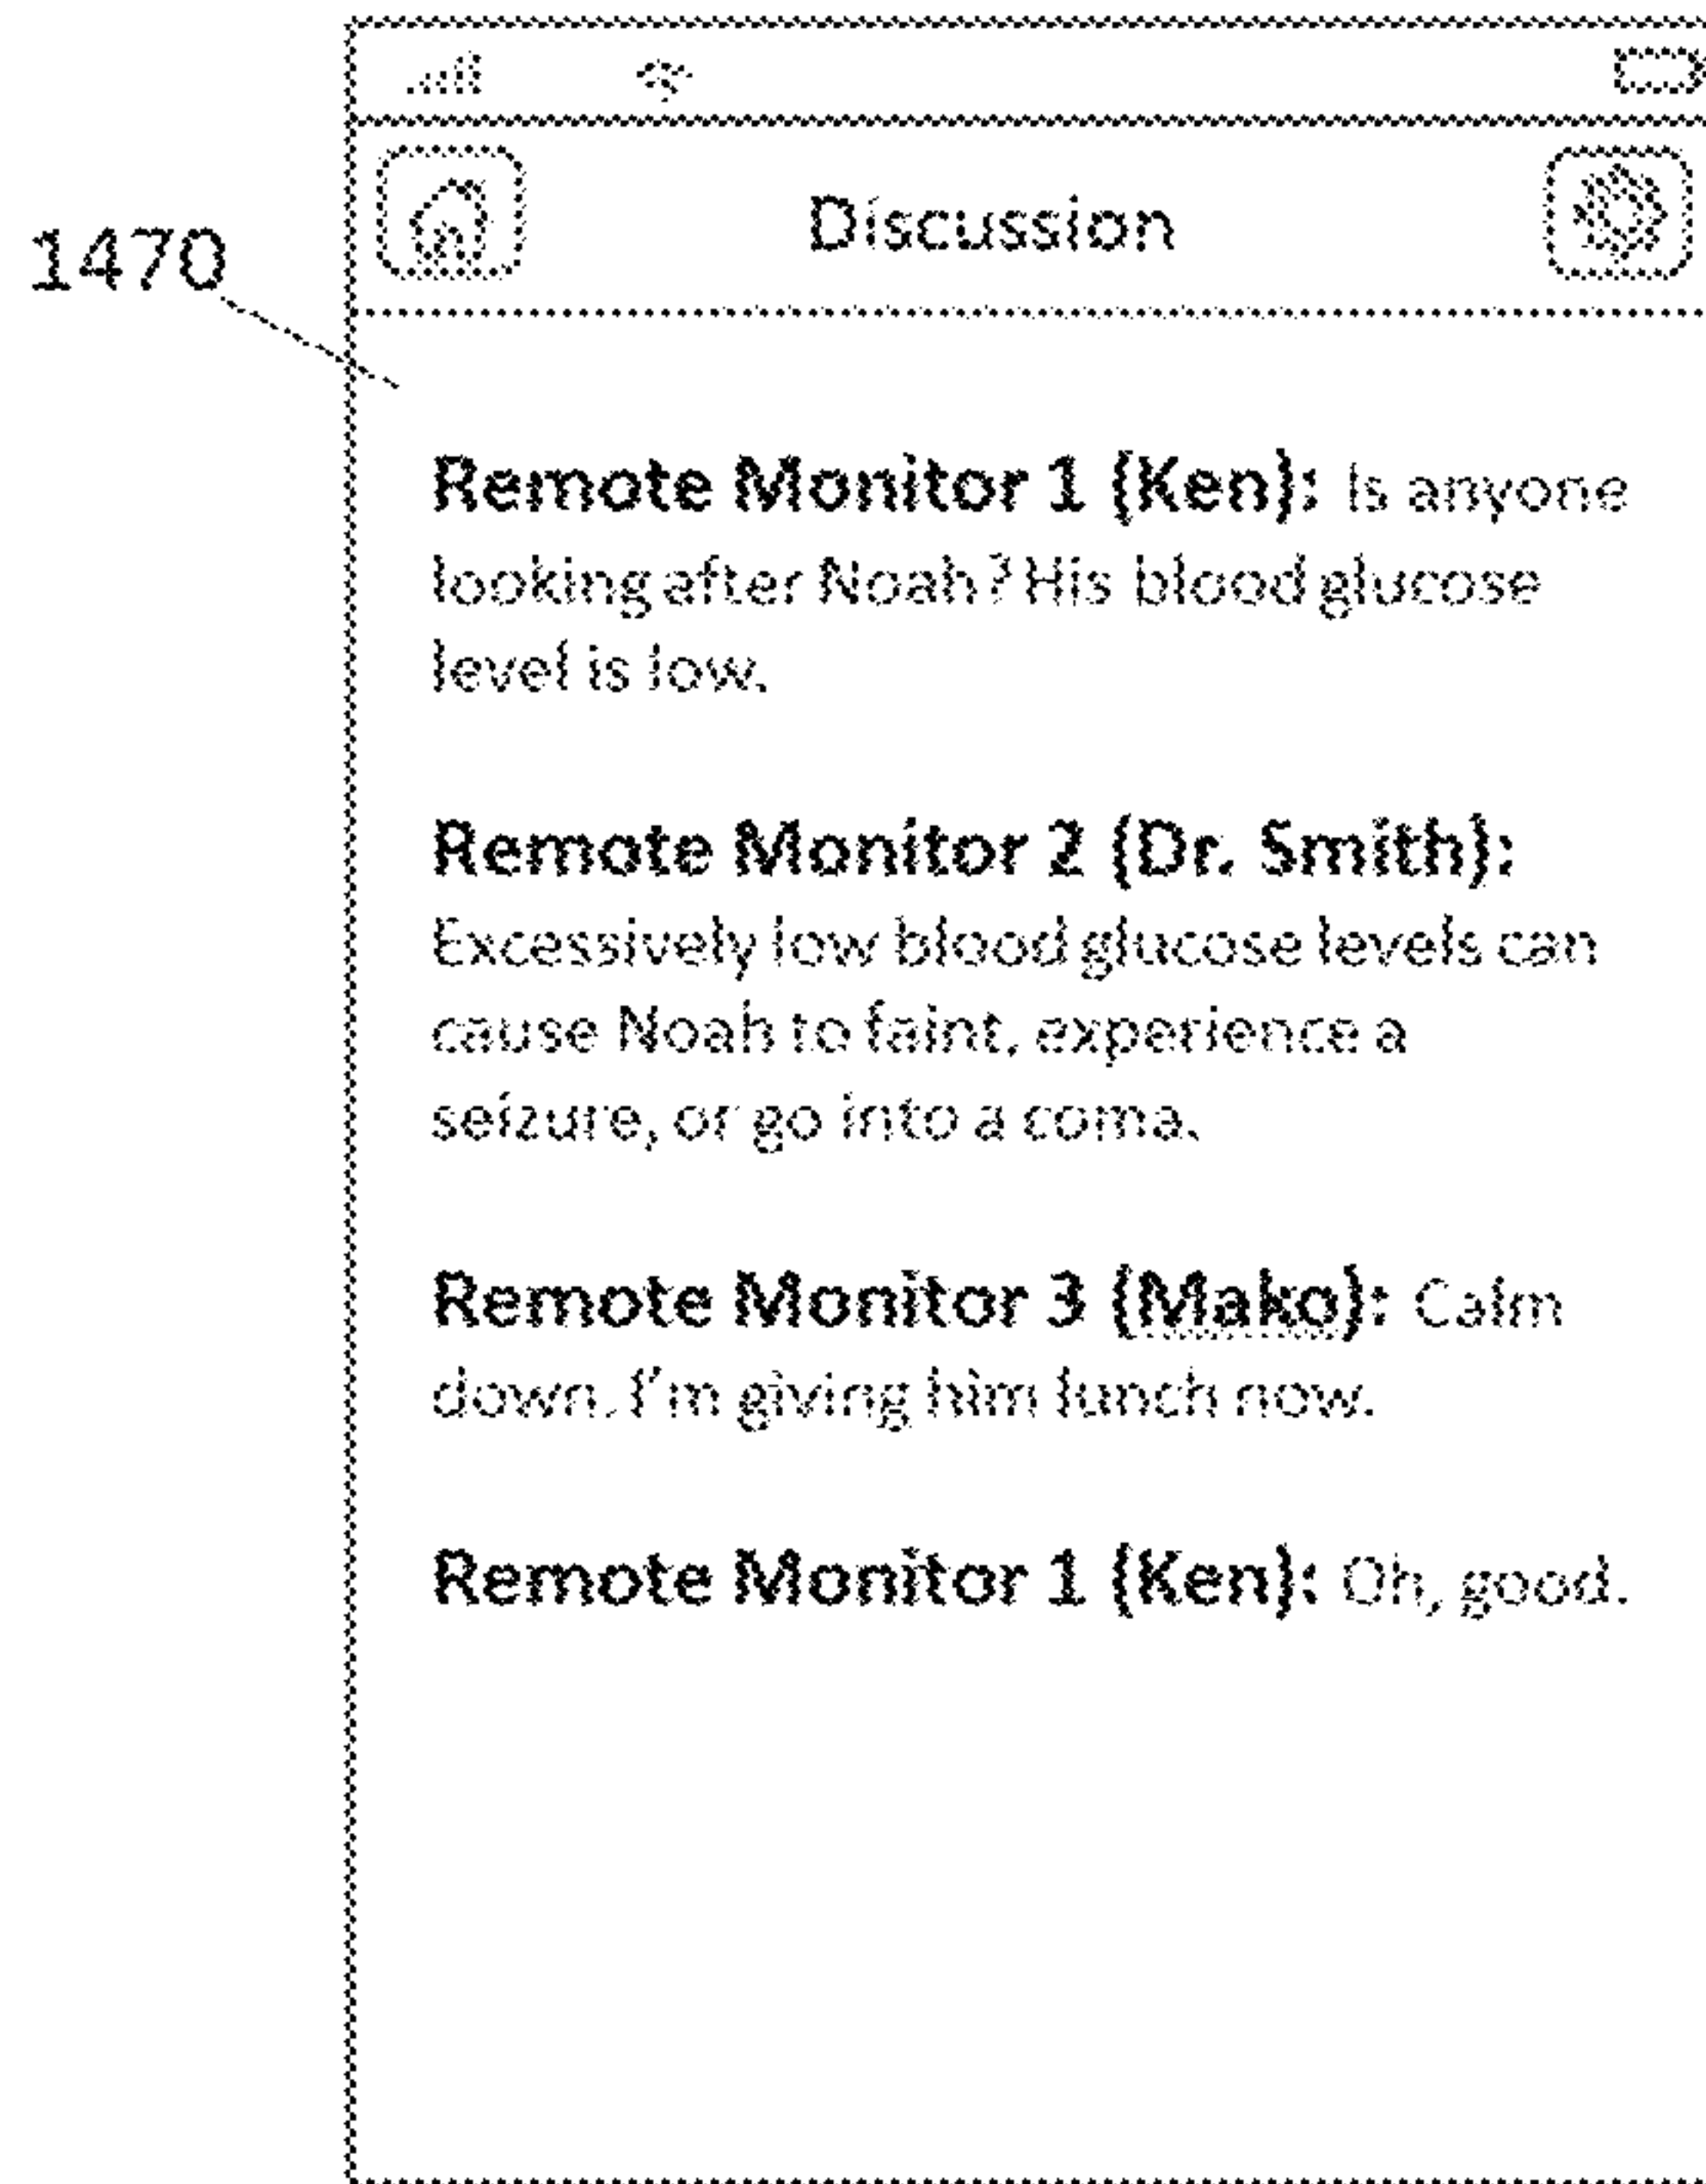 Discussion
1470
Remote Monitor 1 (Ken): Is anyone
looking after Noah? His blood glucose
level is low.
Remote Monitor 2 (Dr. Smith):
Excessively low blood glucose levels can
cause Noah to faint, experience a
seizure, or go into a coma.
Remote Monitor 3 (Mako): Calm
down. I'm giving him lunch now.
Remote Monitor 1 (Ken): Oh, good.